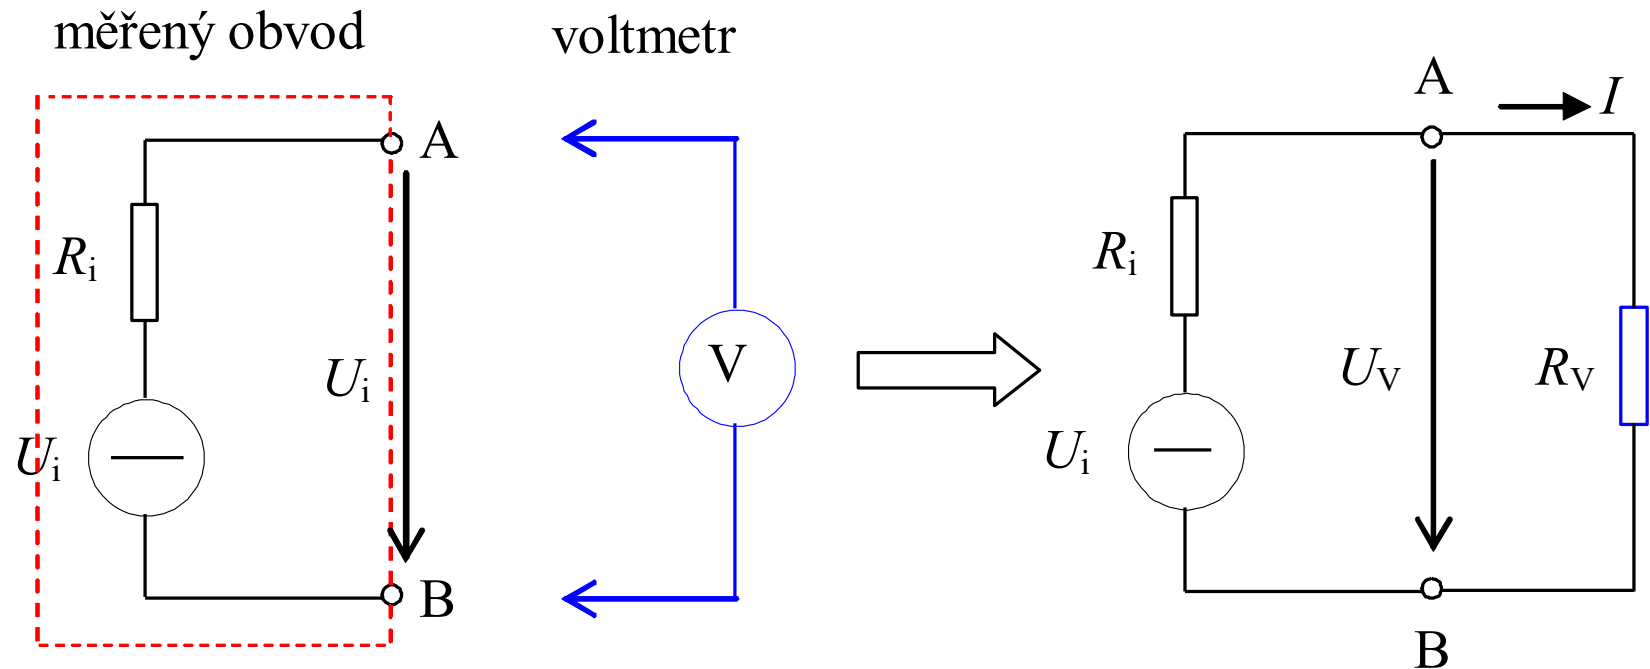 měřený obvod
voltmetr
A
Ri
Ui
Ui
B
V
A
I
Ri
UV
RV
Ui
B